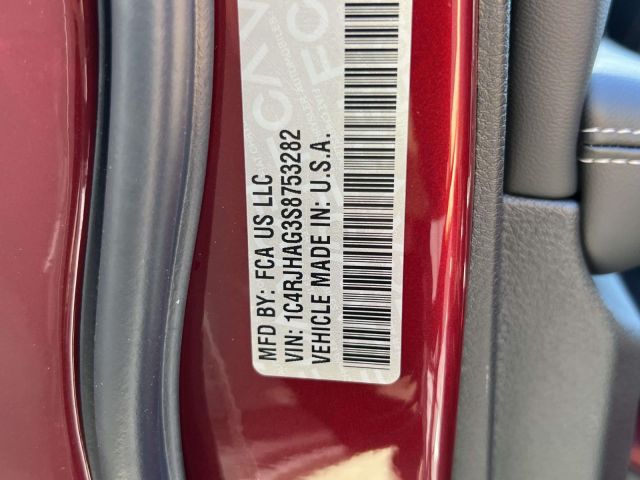 MFD BY: FCA US LLC
VIN: 1C4RJHAG3S8753282
VEHICLE MADE IN: U.S.A.